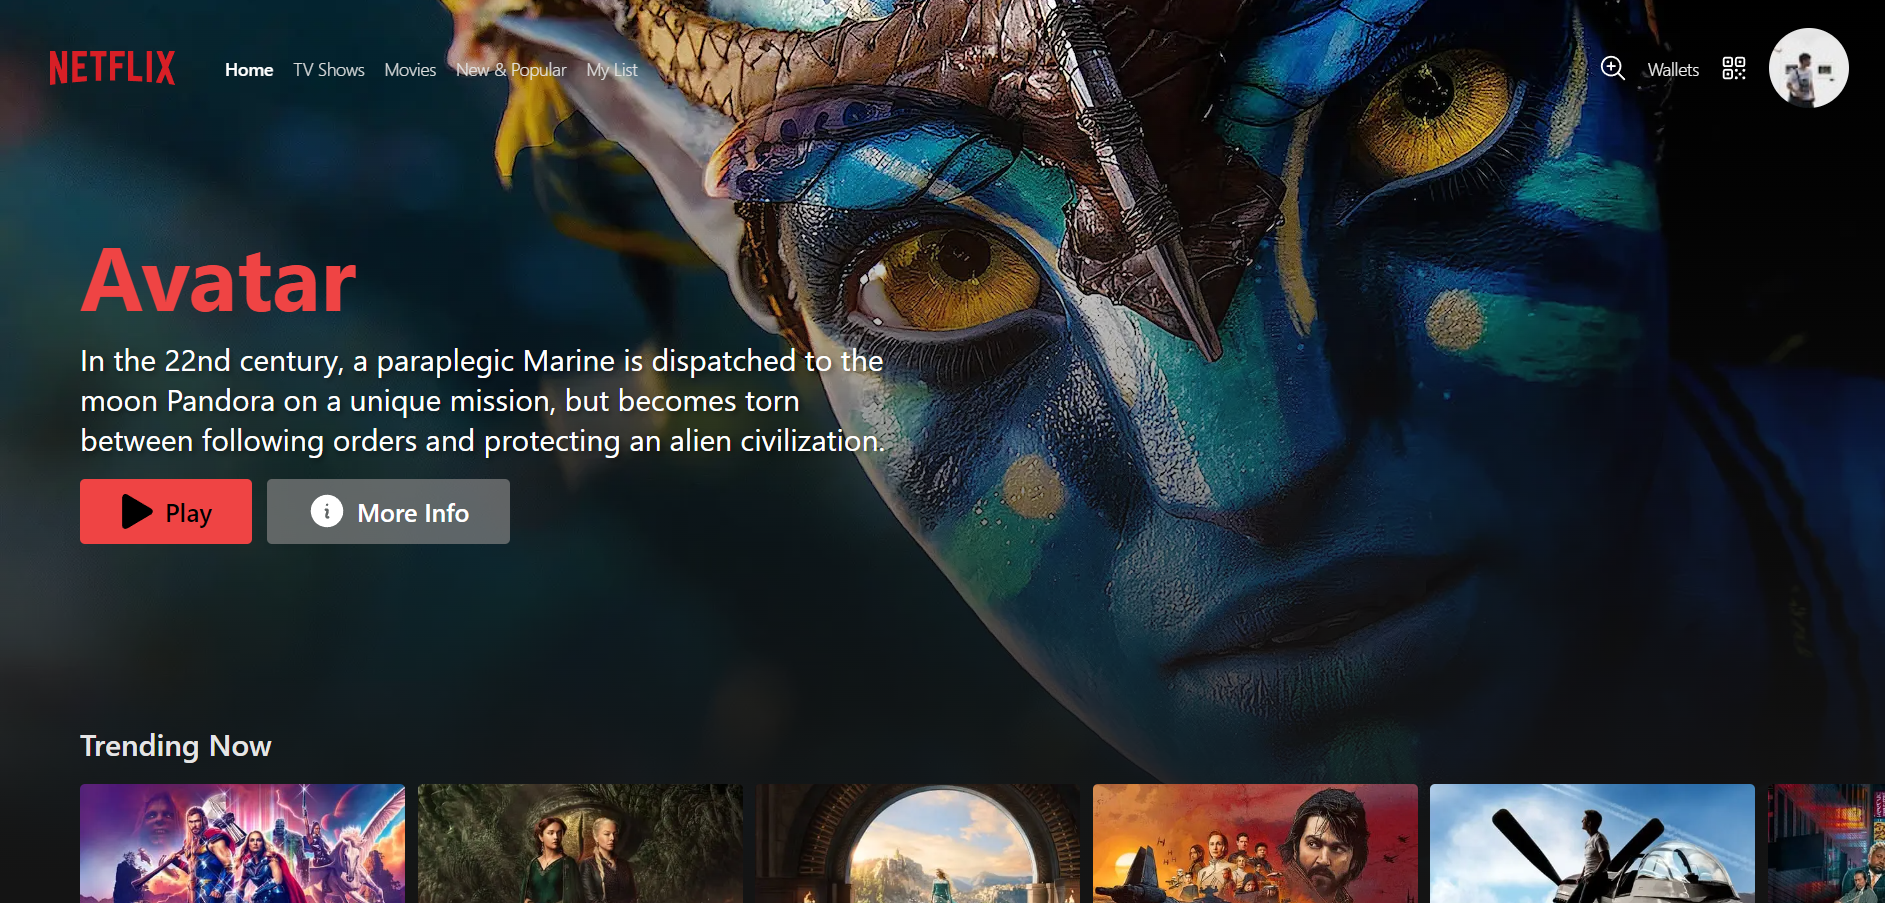 NETFLIX
Home TV Shows Movies New & Popular My List
Wallets
Avatar
In the 22nd century, a paraplegic Marine is dispatched to the
moon Pandora on a unique mission, but becomes torn
between following orders and protecting an alien civilization.
Play
More Info
Trending Now